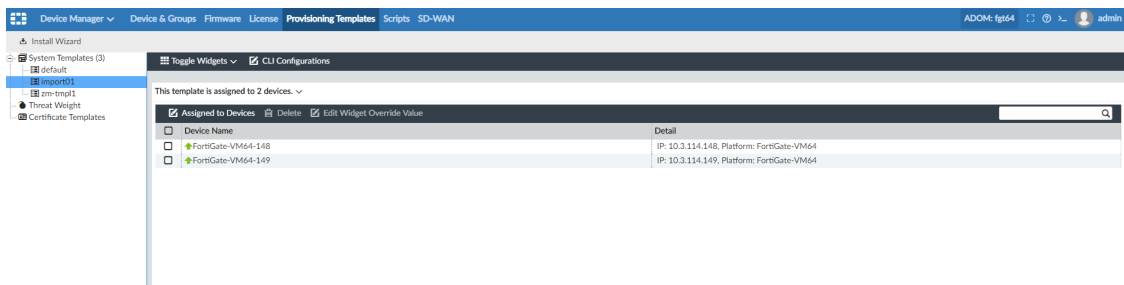 Device Manager Device & Groups Firmware License Provisioning Templates Scripts SD-WAN ADOM: fgt64 admin
Install Wizard
System Templates (3)
default
import01
zm-tmpl1
Threat Weight
Certificate Templates
Toggle Widgets CLI Configurations
This template is assigned to 2 devices.
Assigned to Devices Delete Edit Widget Override Value
Device Name Detail
FortiGate-VM64-148 IP: 10.3.114.148, Platform: FortiGate-VM64
FortiGate-VM64-149 IP: 10.3.114.149, Platform: FortiGate-VM64